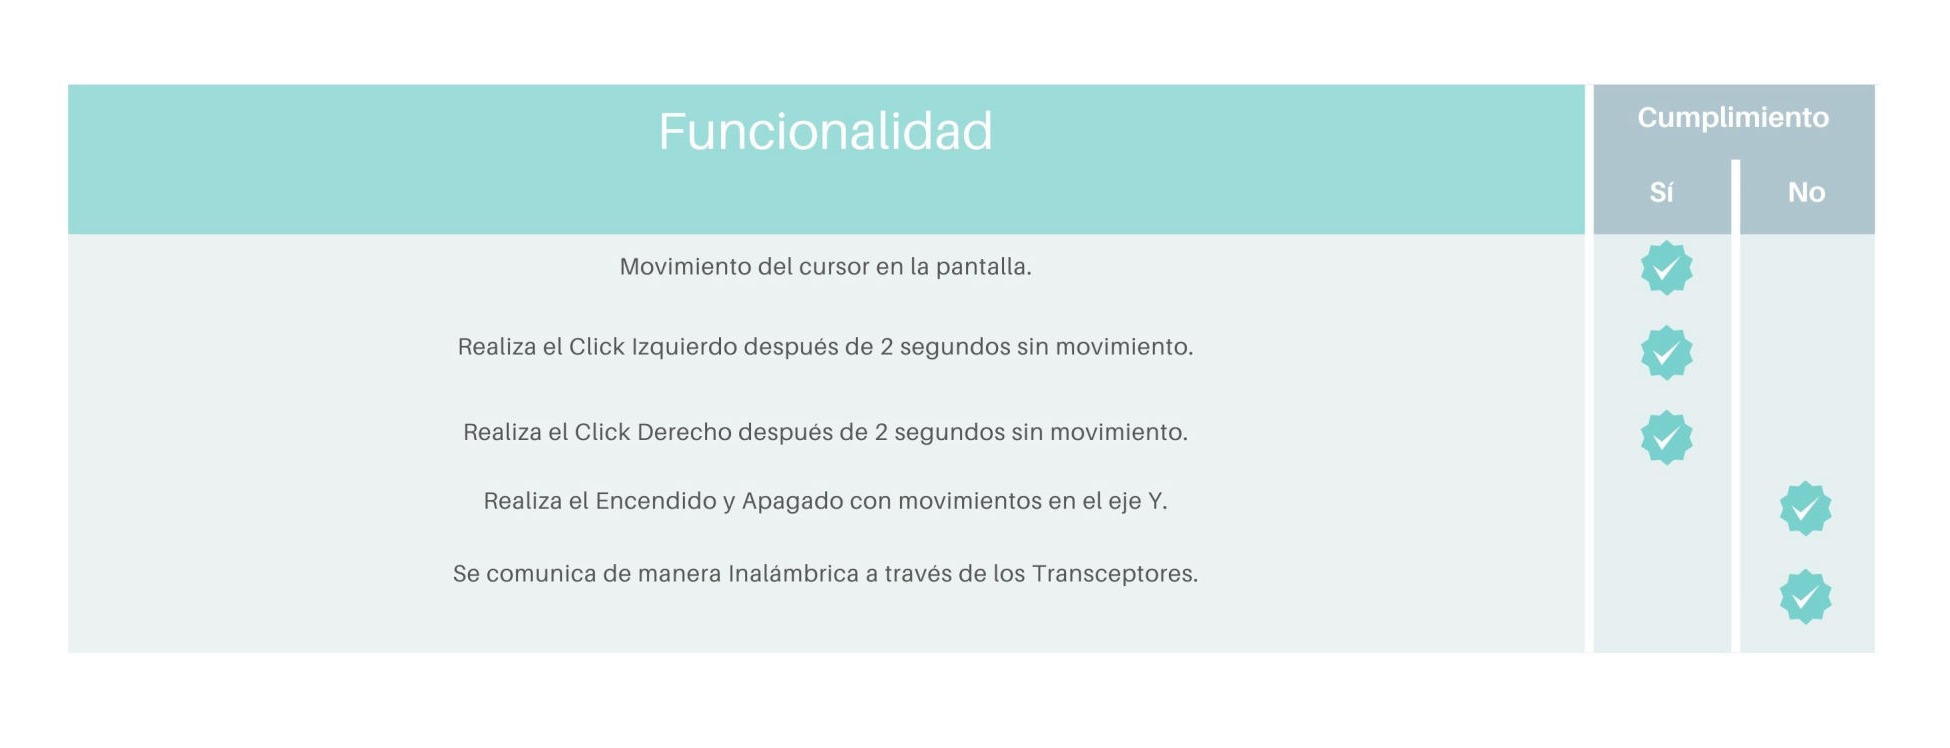 Funcionalidad
Cumplimiento
Sí
No
Movimiento del cursor en la pantalla.
Realiza el Click Izquierdo después de 2 segundos sin movimiento.
Realiza el Click Derecho después de 2 segundos sin movimiento.
Realiza el Encendido y Apagado con movimientos en el eje Y.
Se comunica de manera Inalámbrica a través de los Transceptores.